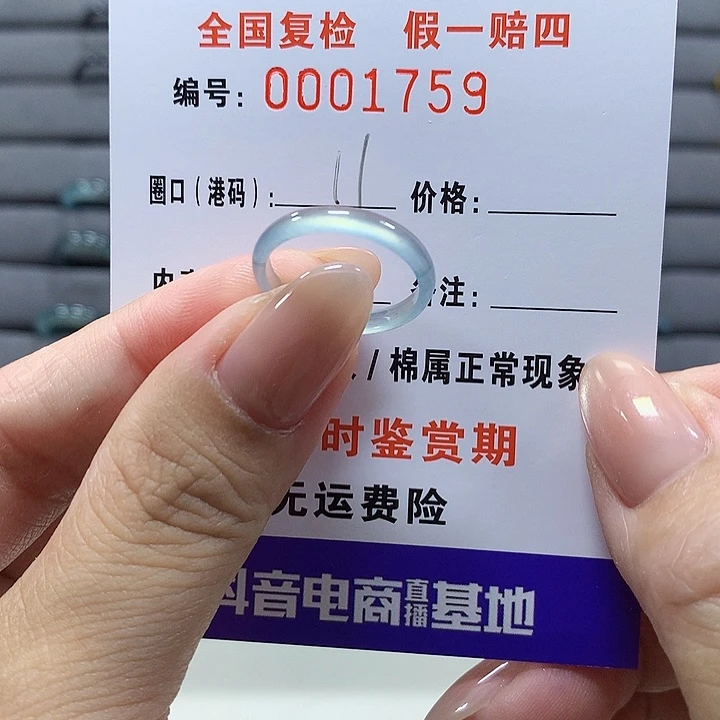 全国复检 假一赔四
编号: 0001759
圈口(港码): 11 价格:
注:
/棉属正常现象
时鉴赏期
无运费险
抖音电商直播基地